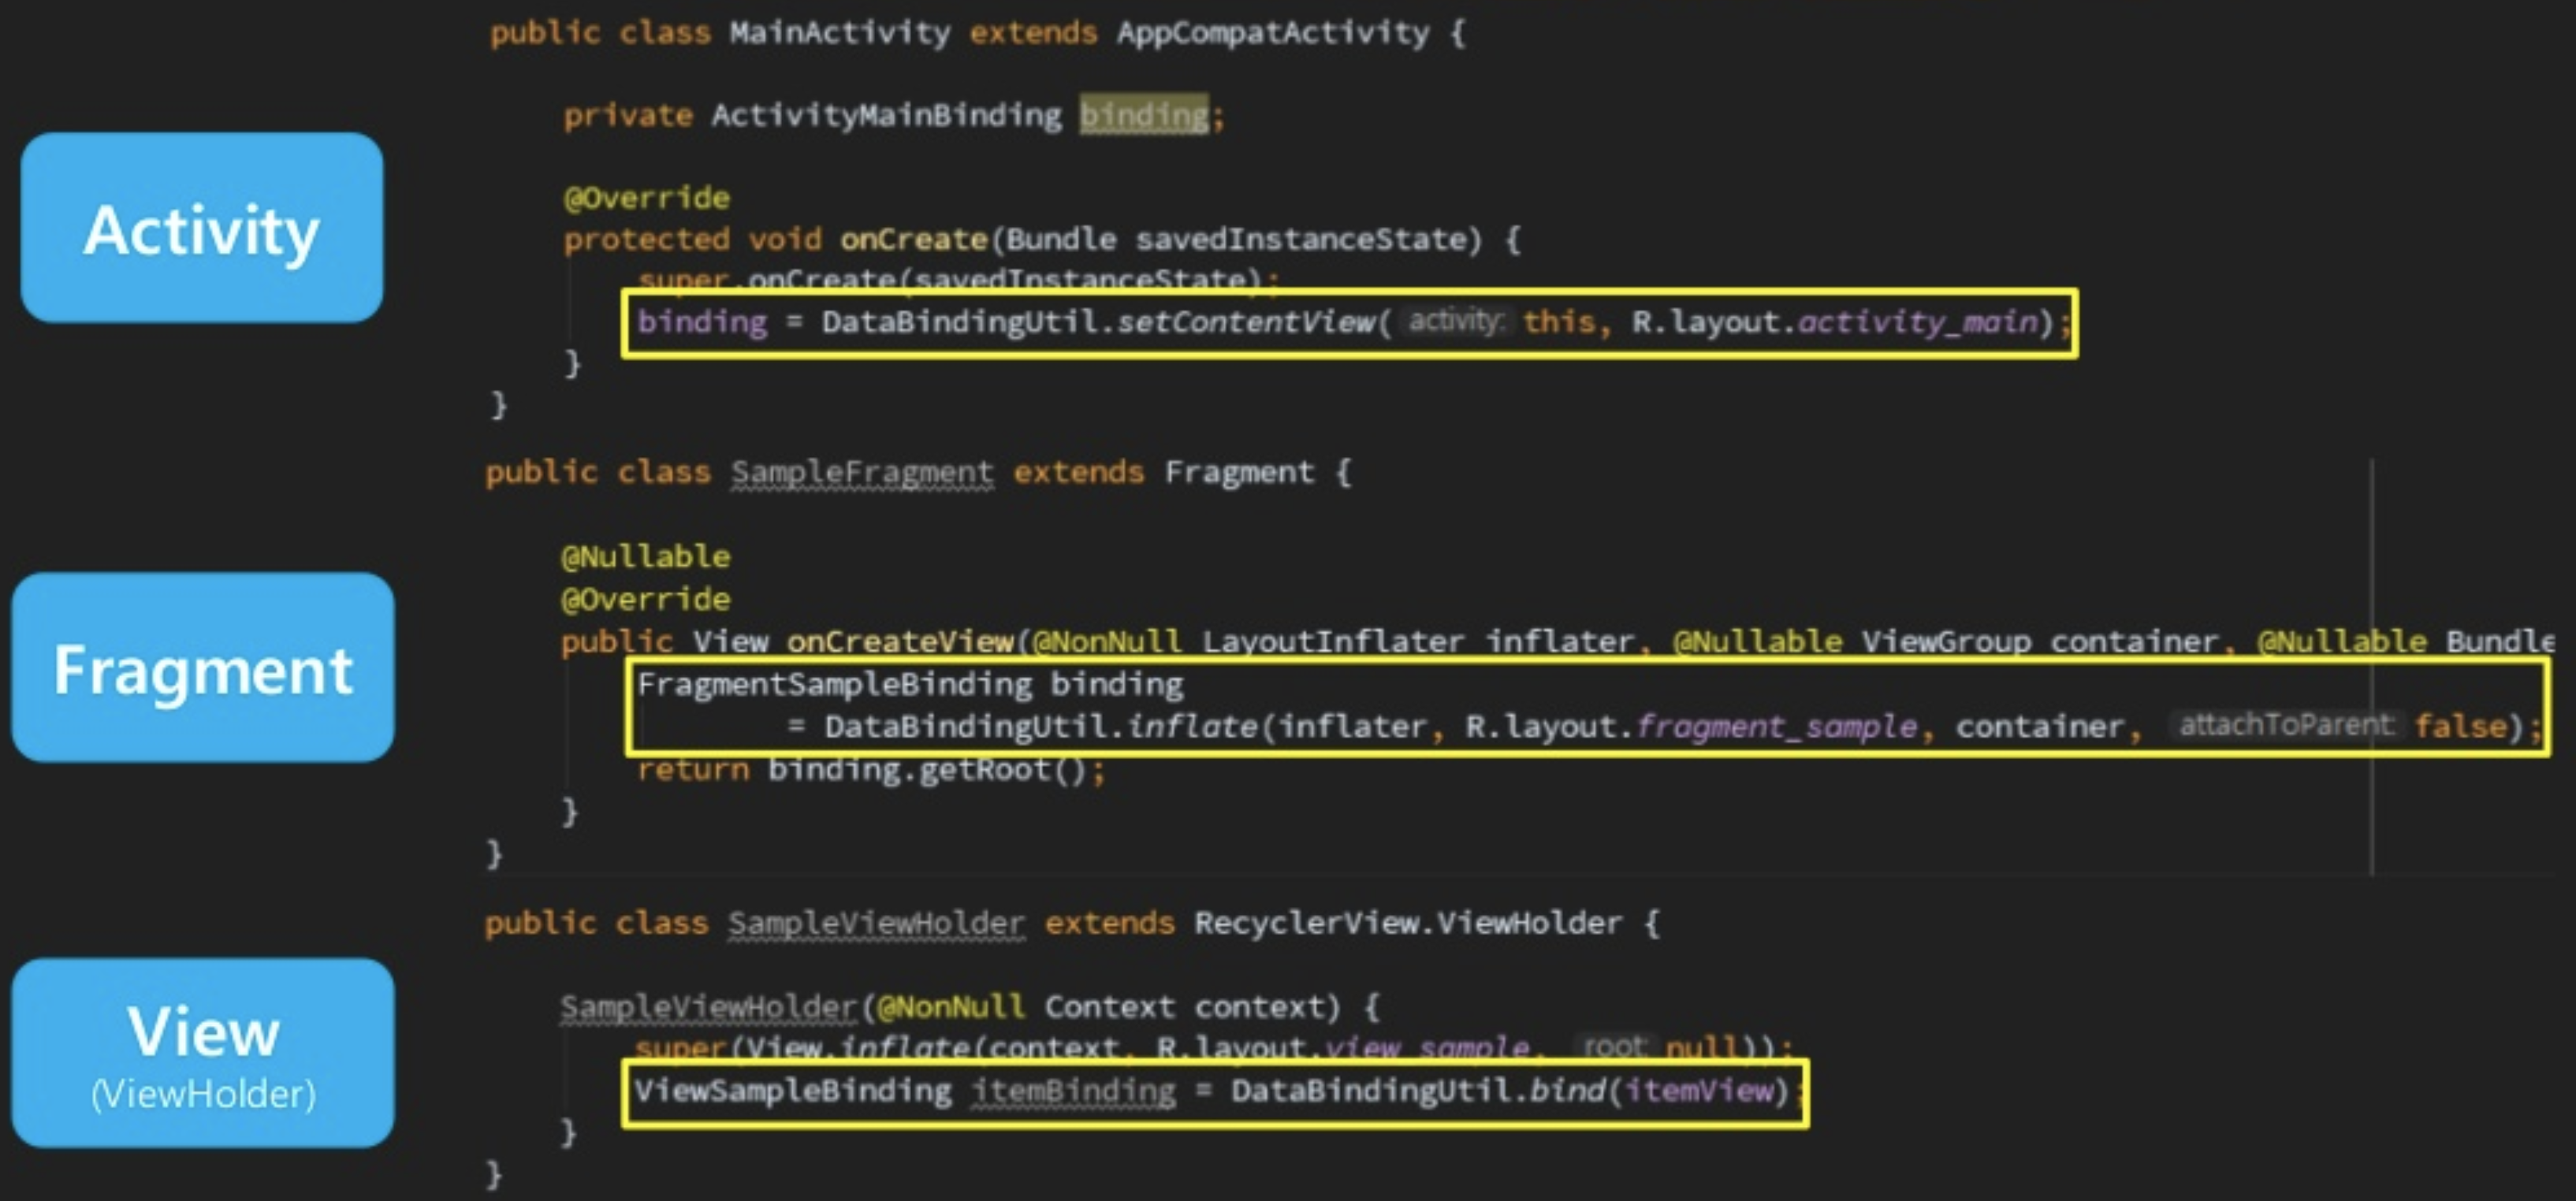 public class MainActivity extends AppCompatActivity {
private ActivityMainBinding binding;
@Override
protected void onCreate(Bundle savedInstanceState) {
super.onCreate(savedInstanceState);
binding = DataBindingUtil.setContentView( activity: this, R.layout.activity_main);
}
}
Activity
public class SampleFragment extends Fragment {
@Nullable
@Override
public View onCreateView(@NonNull LayoutInflater inflater, @Nullable ViewGroup container, @Nullable Bundle
FragmentSampleBinding binding
= DataBindingUtil.inflate(inflater, R.layout.fragment_sample, container, attachToParent: false);
return binding.getRoot();
}
}
Fragment
public class SampleViewHolder extends RecyclerView.ViewHolder {
SampleViewHolder(@NonNull Context context) {
super(View.inflate(context, R.layout.view_sample, root: null));
ViewSampleBinding itemBinding = DataBindingUtil.bind(itemView);
}
}
View
(ViewHolder)